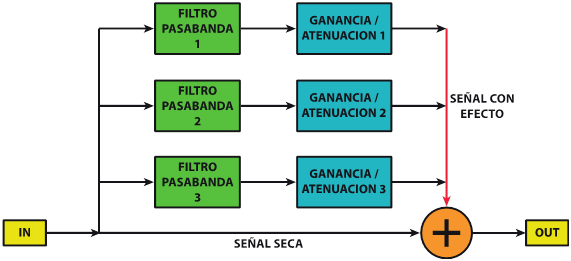 FILTRO
PASABANDA
1
GANANCIA /
ATENUACION 1
FILTRO
PASABANDA
2
GANANCIA /
ATENUACION 2
SEÑAL CON
EFECTO
FILTRO
PASABANDA
3
GANANCIA /
ATENUACION 3
IN
SEÑAL SECA
+
OUT